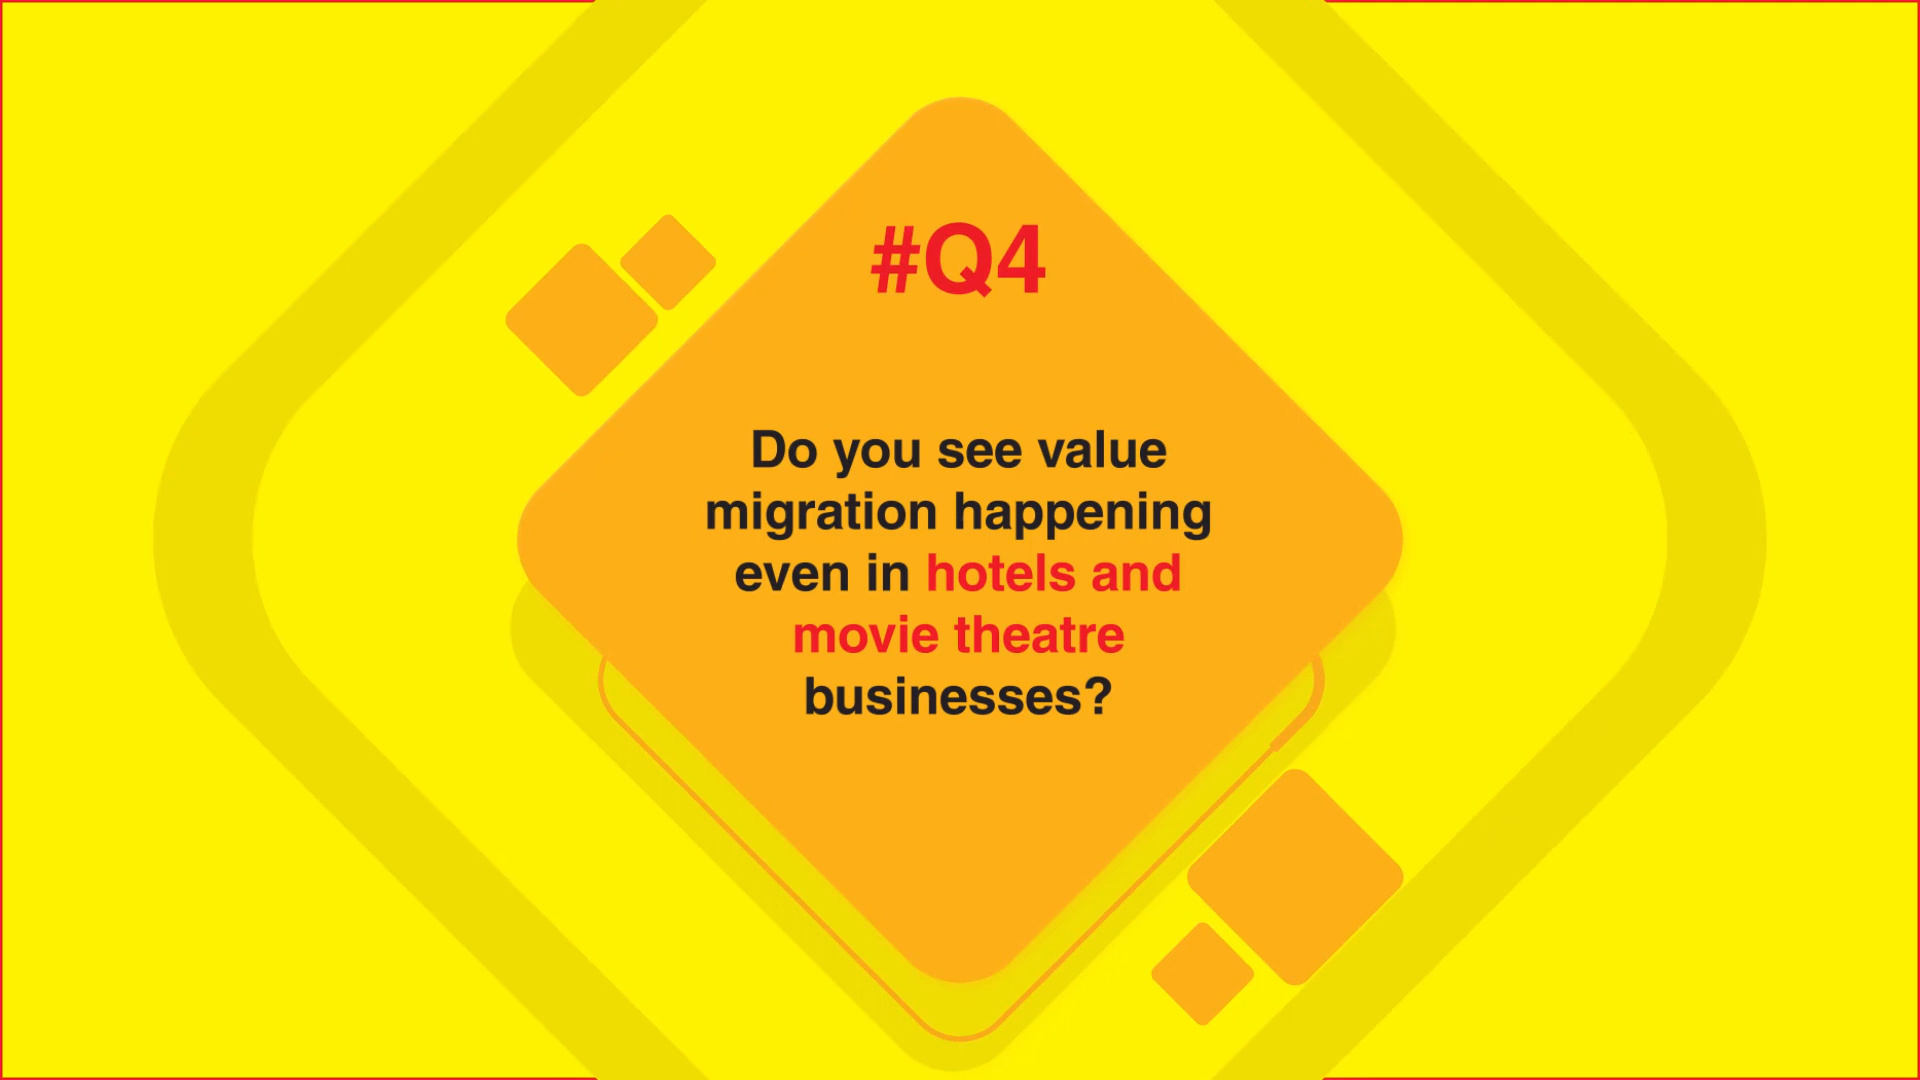 #Q4
Do you see value
migration happening
even in hotels and
movie theatre
businesses?